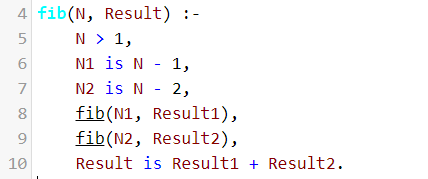 4 fib(N, Result) :-
5     N > 1,
6     N1 is N - 1,
7     N2 is N - 2,
8     fib(N1, Result1),
9     fib(N2, Result2),
10     Result is Result1 + Result2.